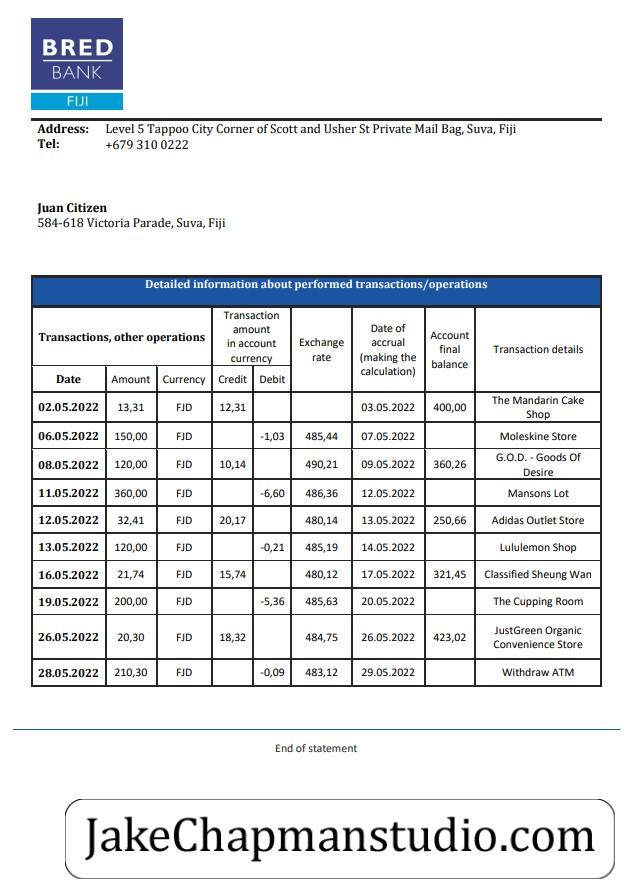 BRED
BANK
FIJI
Address: Level 5 Tappoo City Corner of Scott and Usher St Private Mail Bag, Suva, Fiji
Tel: +679 310 0222
Juan Citizen
584-618 Victoria Parade, Suva, Fiji
Detailed information about performed transactions/operations
Transactions, other operations
Transaction
amount
in account
currency
Exchange
rate
Date of
accrual
(making the
calculation)
Account
final
balance
Transaction details
Date Amount Currency Credit Debit
02.05.2022 13,31 FJD 12,31 03.05.2022 400,00 The Mandarin Cake
Shop
06.05.2022 150,00 FJD -1,03 485,44 07.05.2022 Moleskine Store
08.05.2022 120,00 FJD 10,14 490,21 09.05.2022 360,26 G.O.D. - Goods Of
Desire
11.05.2022 360,00 FJD -6,60 486,36 12.05.2022 Mansons Lot
12.05.2022 32,41 FJD 20,17 480,14 13.05.2022 250,66 Adidas Outlet Store
13.05.2022 120,00 FJD -0,21 485,19 14.05.2022 Lululemon Shop
16.05.2022 21,74 FJD 15,74 480,12 17.05.2022 321,45 Classified Sheung Wan
19.05.2022 200,00 FJD -5,36 485,63 20.05.2022 The Cupping Room
26.05.2022 20,30 FJD 18,32 484,75 26.05.2022 423,02 JustGreen Organic
Convenience Store
28.05.2022 210,30 FJD -0,09 483,12 29.05.2022 Withdraw ATM
End of statement
JakeChapmanstudio.com